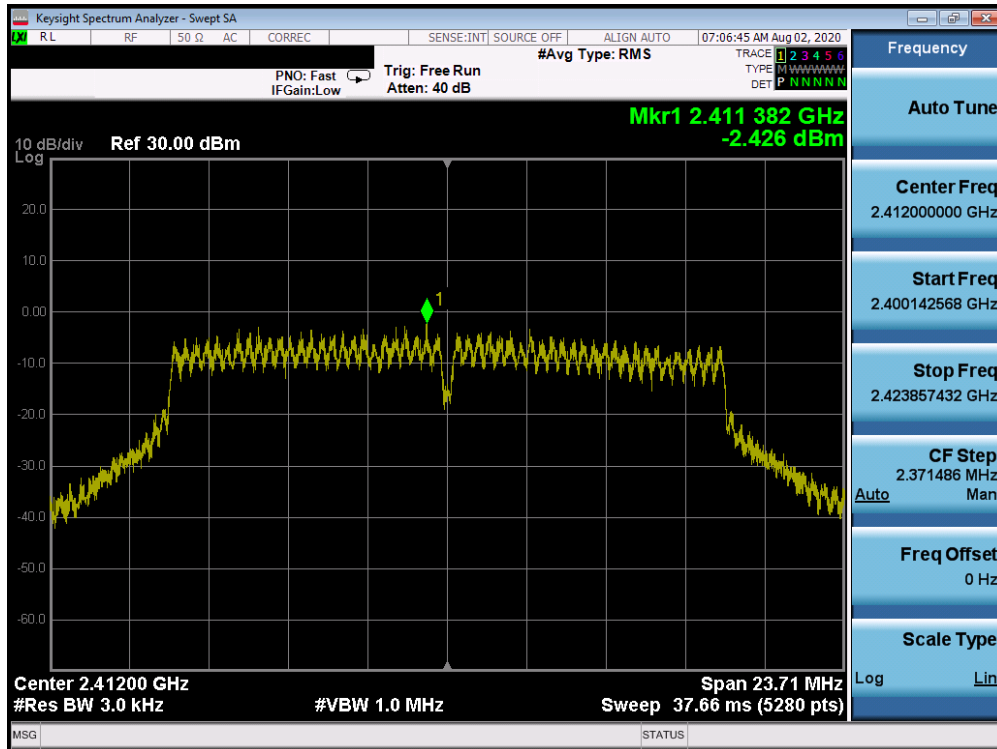 Keysight Spectrum Analyzer - Swept SA
LXI RL RF 50 Ω AC CORREC SENSE:INT SOURCE OFF ALIGN AUTO 07:06:45 AM Aug 02, 2020
#Avg Type: RMS TRACE 1 2 3 4 5 6
PNO: Fast Trig: Free Run TYPE M WWWWW
IFGain:Low Atten: 40 dB DET P N N N N N
Mkr1 2.411 382 GHz
-2.426 dBm
10 dB/div Ref 30.00 dBm
Log
20.0
10.0
0.00
1
-10.0
-20.0
-30.0
-40.0
-50.0
-60.0
Center 2.41200 GHz Span 23.71 MHz
#Res BW 3.0 kHz #VBW 1.0 MHz Sweep 37.66 ms (5280 pts)
MSG STATUS
Frequency
Auto Tune
Center Freq
2.412000000 GHz
Start Freq
2.400142568 GHz
Stop Freq
2.423857432 GHz
CF Step
2.371486 MHz
Auto Man
Freq Offset
0 Hz
Scale Type
Log Lin